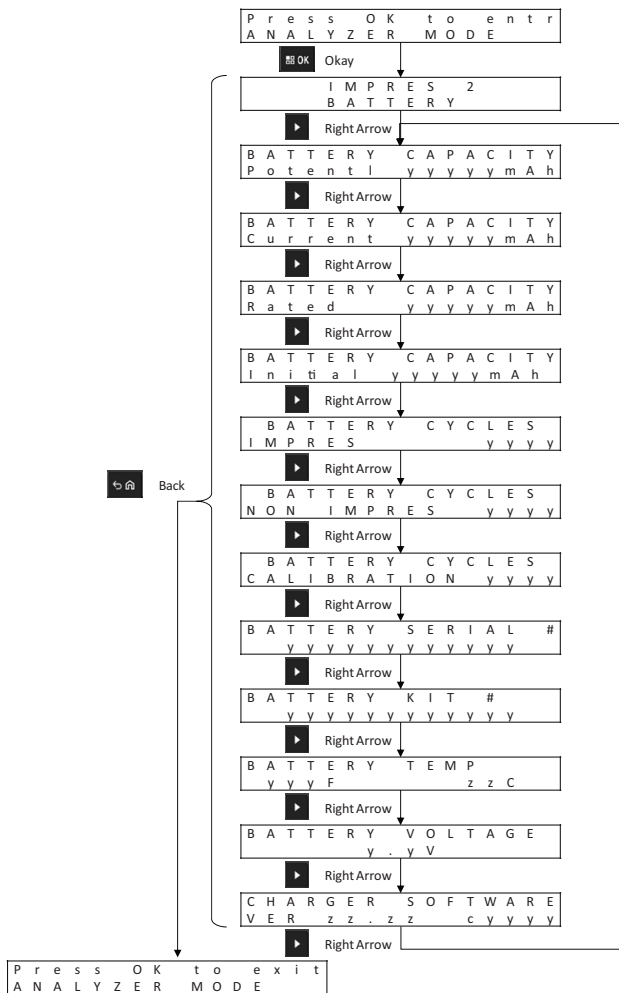 Press OK to entr
ANALYZER MODE
OK Okay
IMPRES 2
BATTERY
Right Arrow
BATTERY CAPACITY
Potentl yyyyymAh
Right Arrow
BATTERY CAPACITY
Current yyyyymAh
Right Arrow
BATTERY CAPACITY
Rated yyyyymAh
Right Arrow
BATTERY CAPACITY
Initial yyyyymAh
Right Arrow
BATTERY CYCLES
IMPRES yyyy
Right Arrow
Back
BATTERY CYCLES
NON IMPRES yyyy
Right Arrow
BATTERY CYCLES
CALIBRATION yyyy
Right Arrow
BATTERY SERIAL #
yyyyyyyyyyyy
Right Arrow
BATTERY KIT #
yyyyyyyyyyyy
Right Arrow
BATTERY TEMP
yyyF zzC
Right Arrow
BATTERY VOLTAGE
y.yV
Right Arrow
CHARGER SOFTWARE
VER zz.zz cyyyy
Right Arrow
Press OK to exit
ANALYZER MODE